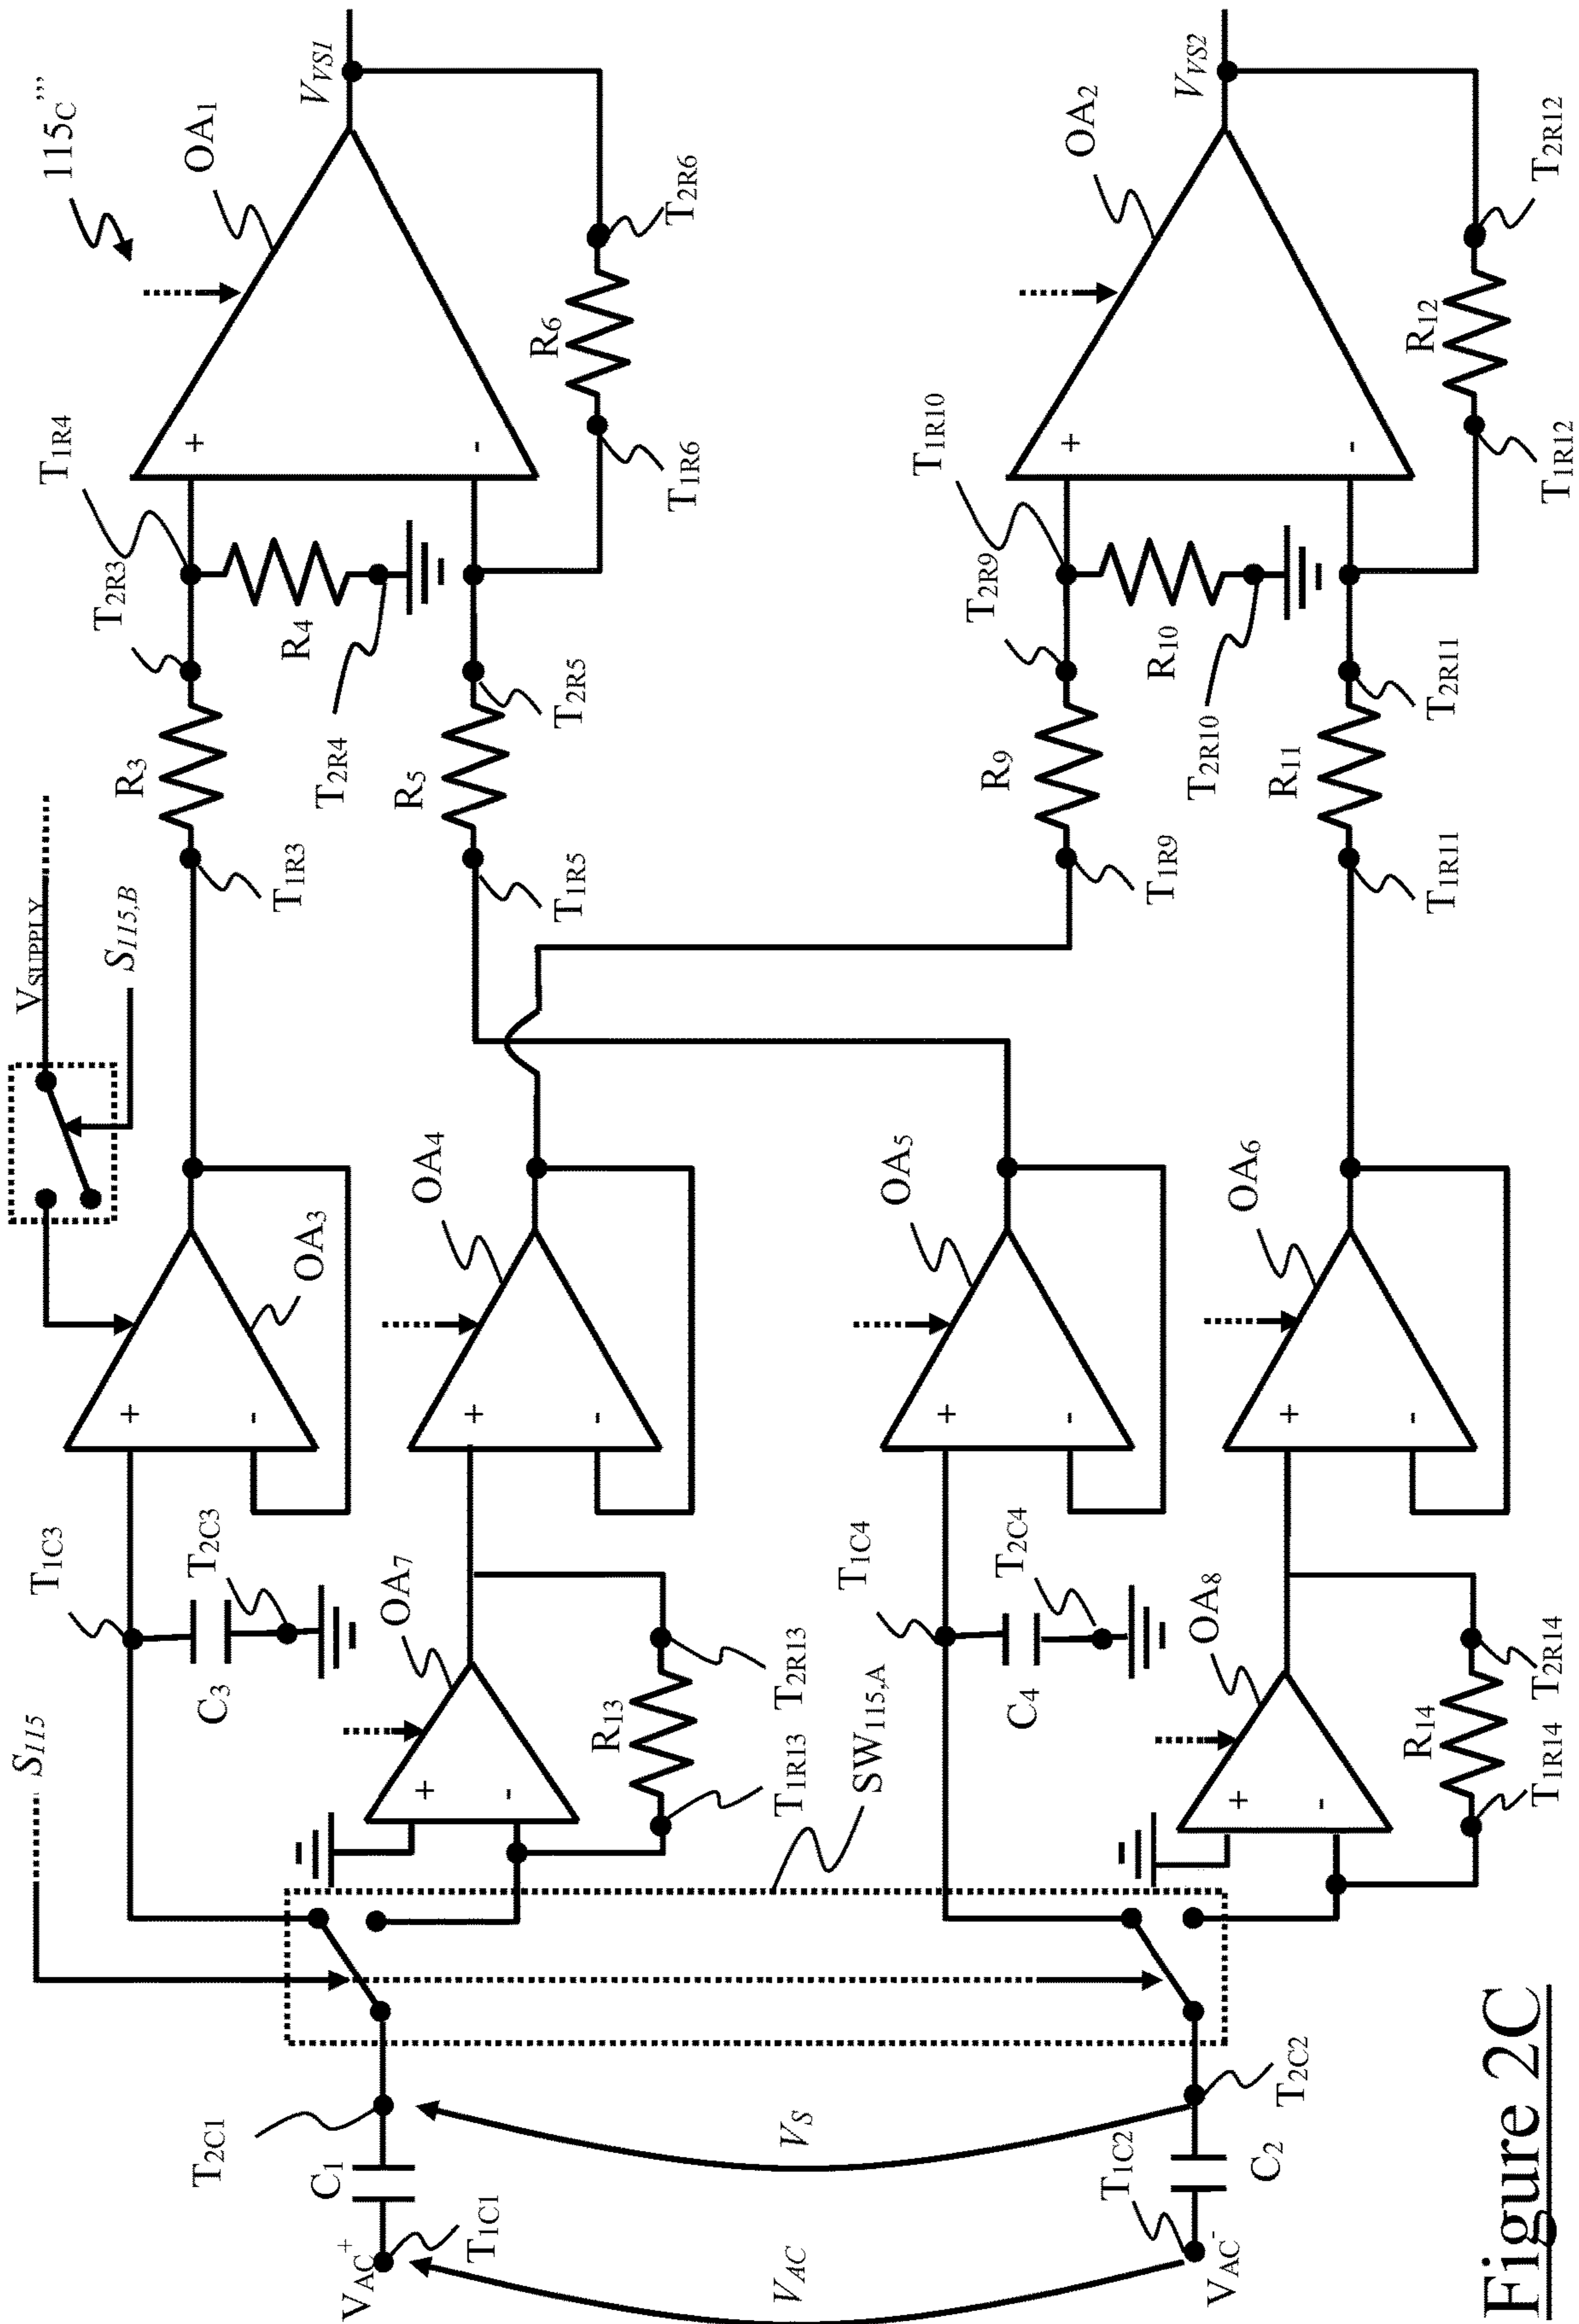 115C'''
VSUPPLY
S115,B
S115
OA1
VVS1
T1R4
T2R3
R3
T1R3
R4
T2R4
+
-
R6
T1R6
T2R6
R5
T2R5
T1R5
OA3
+
-
T1C3
T2C3
C3
OA4
+
-
OA7
+
-
R13
T1R13
T2R13
SW115,A
OA2
VVS2
T1R10
T2R9
R9
T1R9
R10
T2R10
+
-
R12
T1R12
T2R12
R11
T2R11
T1R11
OA5
+
-
T1C4
T2C4
C4
OA6
+
-
OA8
+
-
R14
T1R14
T2R14
T2C1
C1
T1C1
VAC+
VAC
VS
T1C2
T2C2
C2
VAC-
Figure 2C